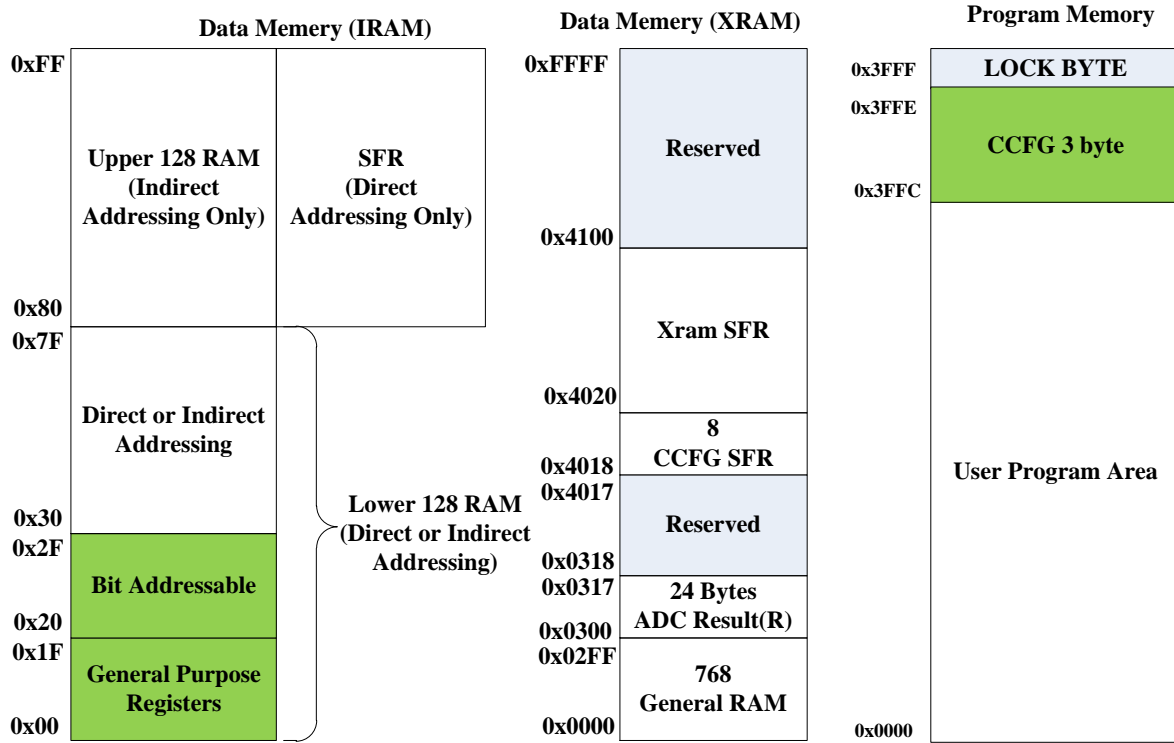 Data Memery (IRAM)
0xFF
Upper 128 RAM
(Indirect
Addressing Only)
SFR
(Direct
Addressing Only)
0x80
0x7F
Direct or Indirect
Addressing
0x30
0x2F
Bit Addressable
0x20
0x1F
General Purpose
Registers
0x00
Lower 128 RAM
(Direct or Indirect
Addressing)
Data Memery (XRAM)
0xFFFF
Reserved
0x4100
Xram SFR
0x4020
8
CCFG SFR
0x4018
0x4017
Reserved
0x0318
0x0317
24 Bytes
ADC Result(R)
0x0300
0x02FF
768
General RAM
0x0000
Program Memory
0x3FFF
LOCK BYTE
0x3FFE
CCFG 3 byte
0x3FFC
User Program Area
0x0000